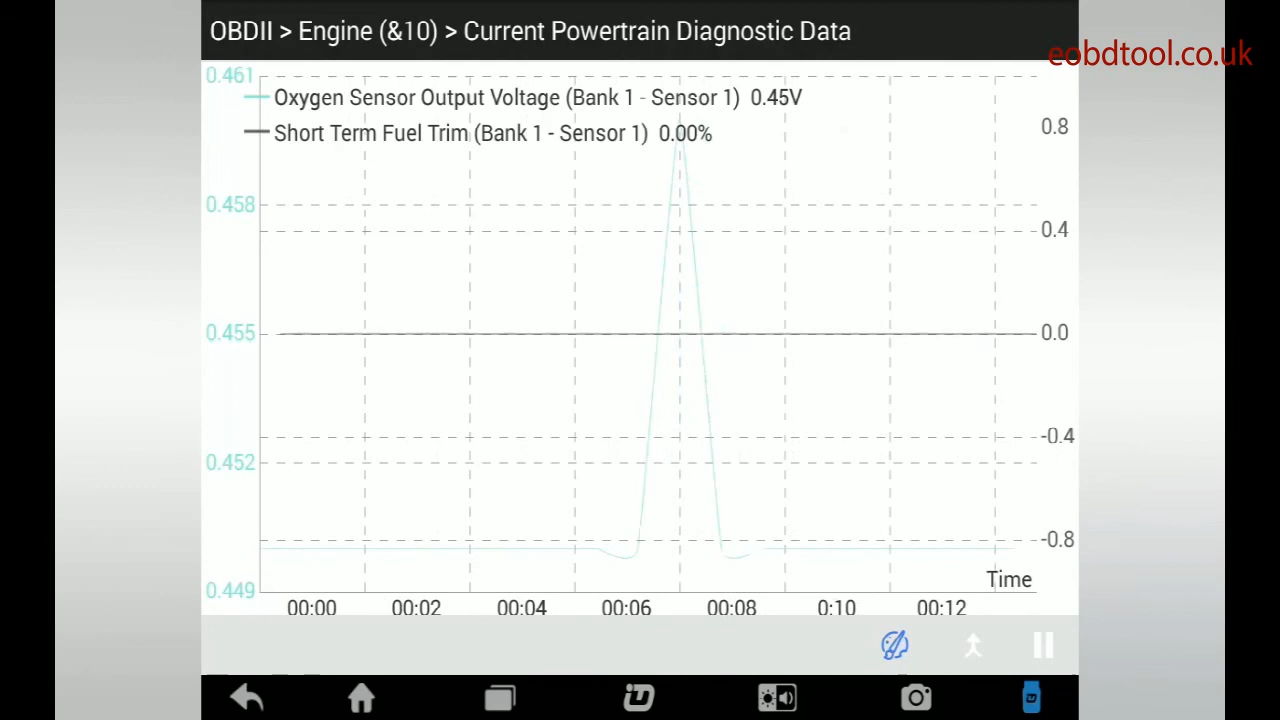 OBDII > Engine (&10) > Current Powertrain Diagnostic Data
eobdtool.co.uk
0.461
Oxygen Sensor Output Voltage (Bank 1 - Sensor 1) 0.45V
Short Term Fuel Trim (Bank 1 - Sensor 1) 0.00%
0.8
0.458
0.4
0.455
0.0
-0.4
0.452
-0.8
Time
0.449
00:00 00:02 00:04 00:06 00:08 0:10 00:12